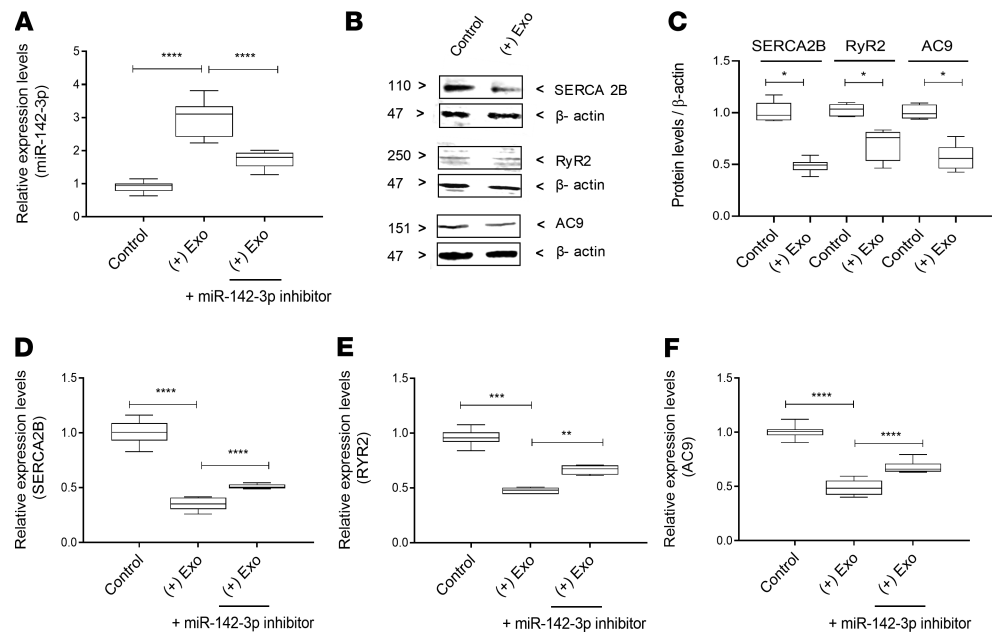 A
Relative expression levels
(miR-142-3p)
5
4
3
2
1
0
****
****
Control
(+) Exo
(+) Exo
+ miR-142-3p inhibitor
B
Control
(+) Exo
110 > < SERCA 2B
47 > < β- actin
250 > < RyR2
47 > < β- actin
151 > < AC9
47 > < β- actin
C
Protein levels / β-actin
1.5
1.0
0.5
0.0
SERCA2B RyR2 AC9
* * *
Control
(+) Exo
Control
(+) Exo
Control
(+) Exo
D
Relative expression levels
(SERCA2B)
1.5
1.0
0.5
0.0
****
****
Control
(+) Exo
(+) Exo
+ miR-142-3p inhibitor
E
Relative expression levels
(RYR2)
1.5
1.0
0.5
0.0
***
**
Control
(+) Exo
(+) Exo
+ miR-142-3p inhibitor
F
Relative expression levels
(AC9)
1.5
1.0
0.5
0.0
****
****
Control
(+) Exo
(+) Exo
+ miR-142-3p inhibitor